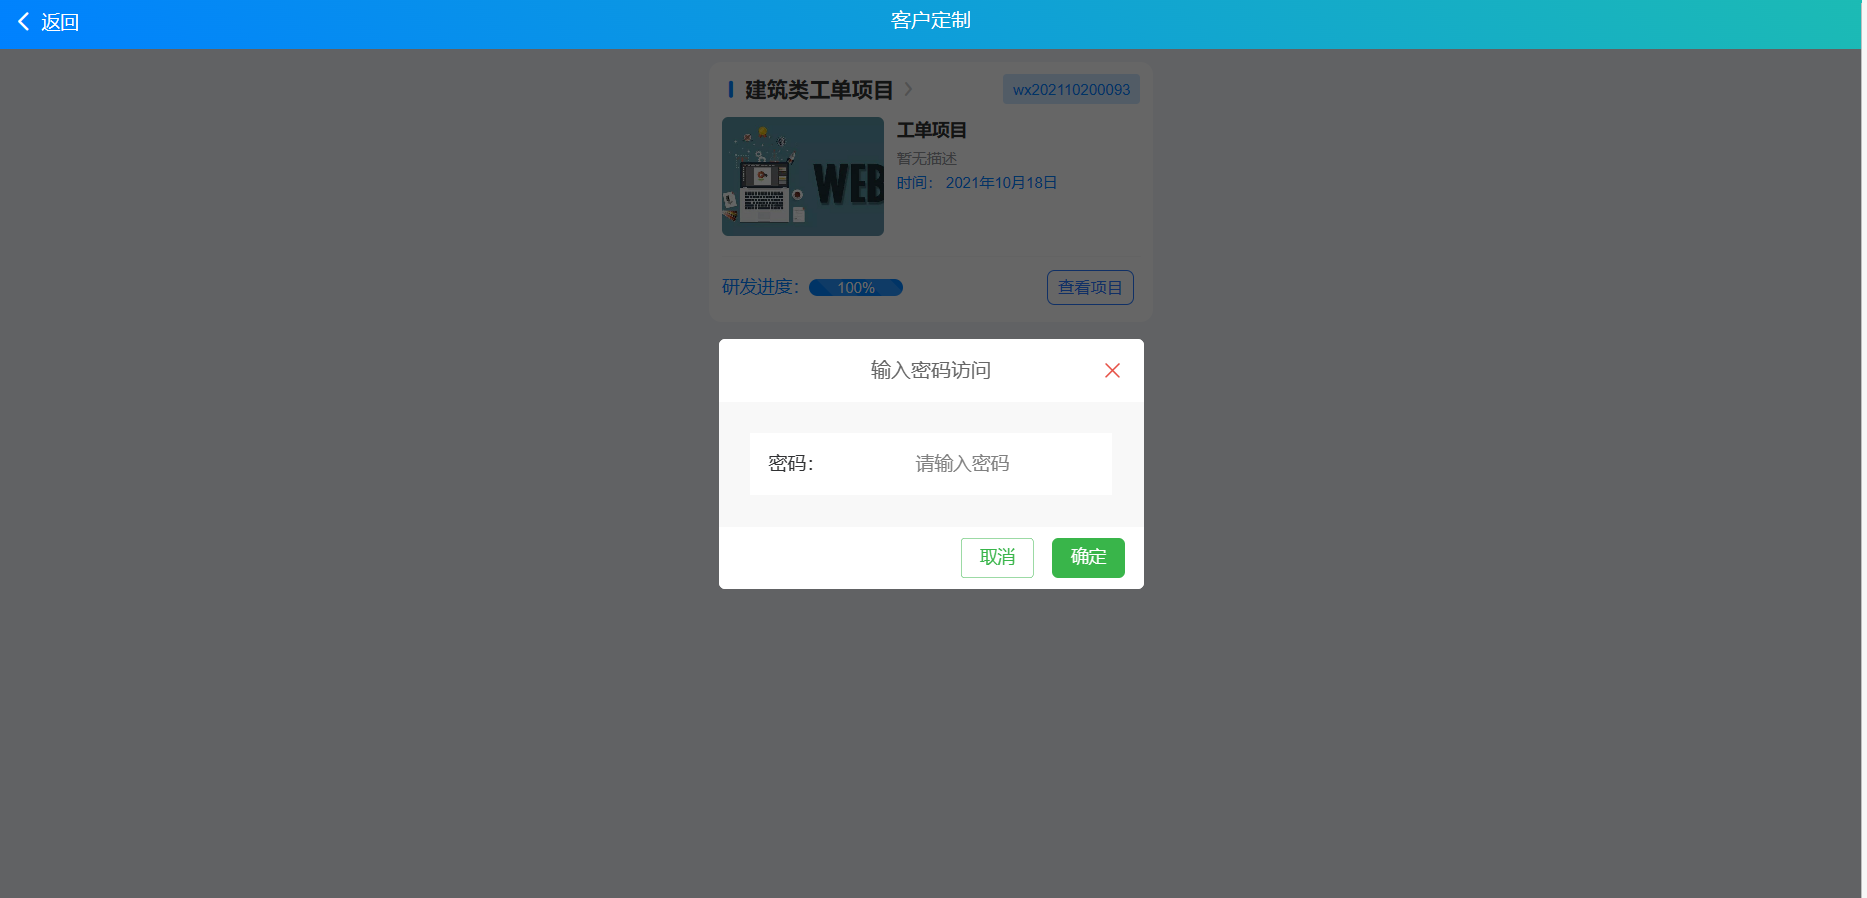 返回
客户定制
建筑类工单项目
wx202110200093
WEB
工单项目
暂无描述
时间： 2021年10月18日
研发进度：
100%
查看项目
输入密码访问
密码：
请输入密码
取消
确定